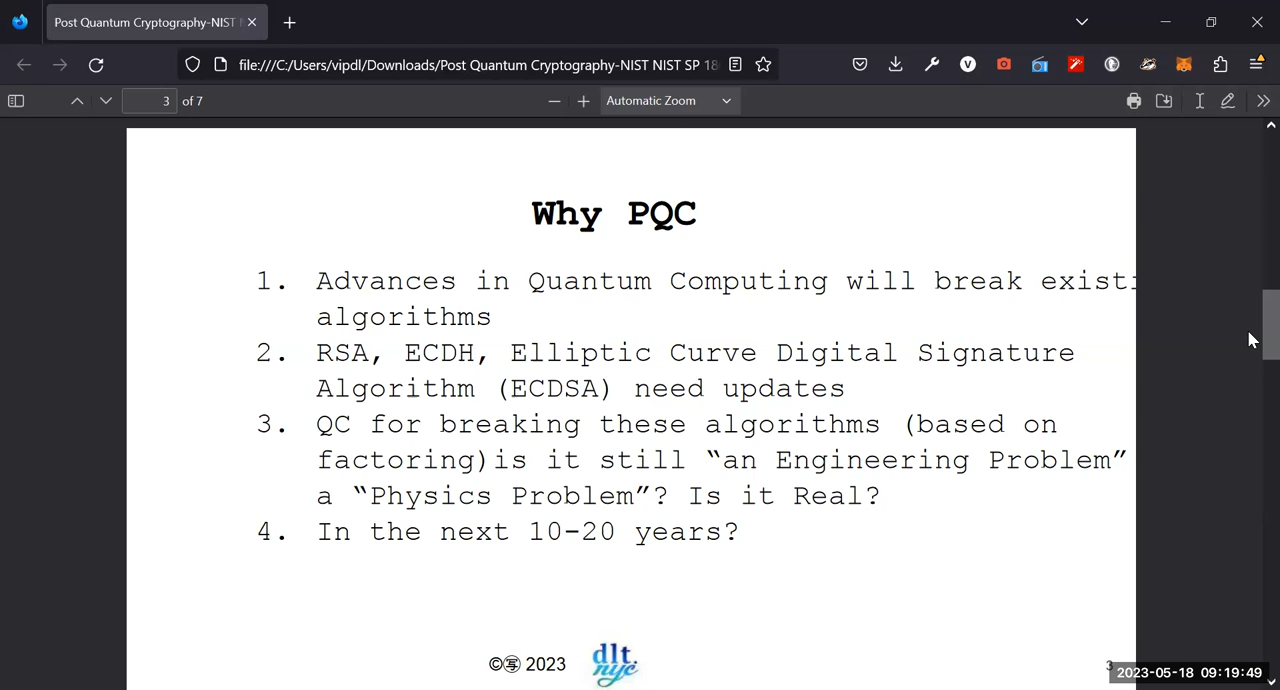 Post Quantum Cryptography-NIST
file:///C:/Users/vipdl/Downloads/Post Quantum Cryptography-NIST NIST SP 18
3 of 7
Automatic Zoom
Why PQC
1. Advances in Quantum Computing will break existi
algorithms
2. RSA, ECDH, Elliptic Curve Digital Signature
Algorithm (ECDSA) need updates
3. QC for breaking these algorithms (based on
factoring)is it still “an Engineering Problem”
a “Physics Problem”? Is it Real?
4. In the next 10-20 years?
©写 2023
dlt.
nyc
3
2023-05-18 09:19:49